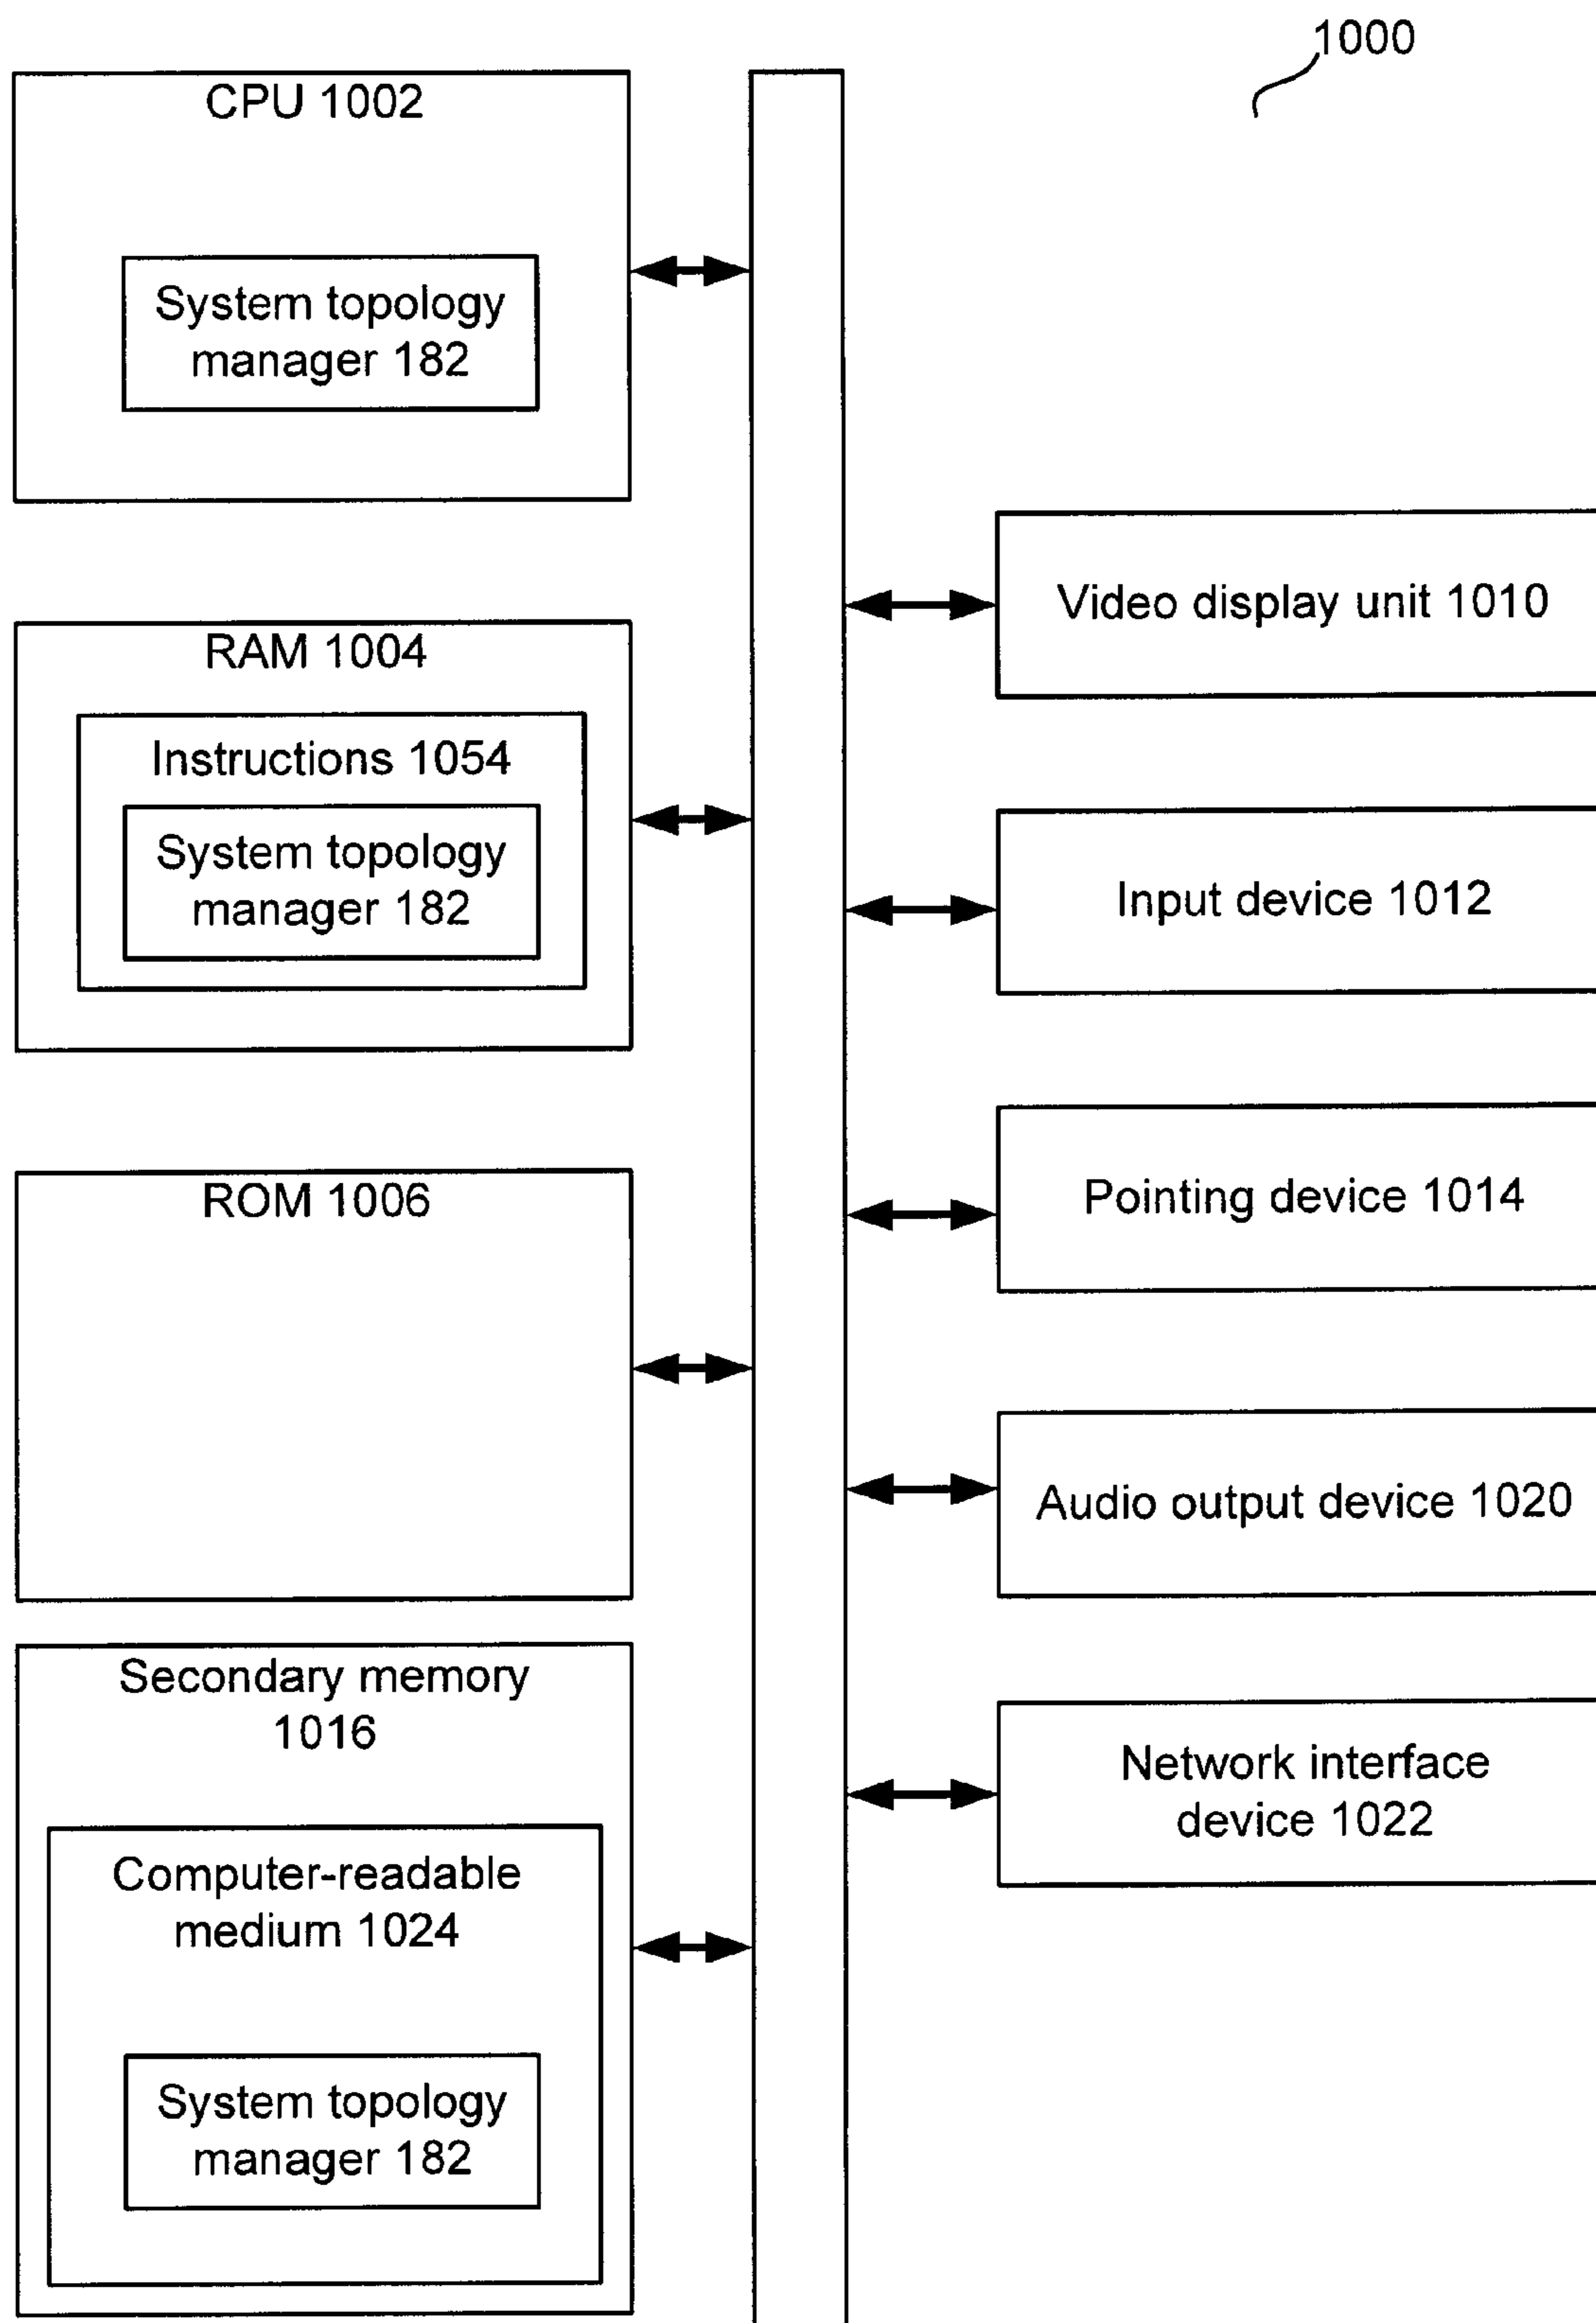 1000
CPU 1002
System topology
manager 182
RAM 1004
Instructions 1054
System topology
manager 182
ROM 1006
Secondary memory
1016
Computer-readable
medium 1024
System topology
manager 182
Video display unit 1010
Input device 1012
Pointing device 1014
Audio output device 1020
Network interface
device 1022